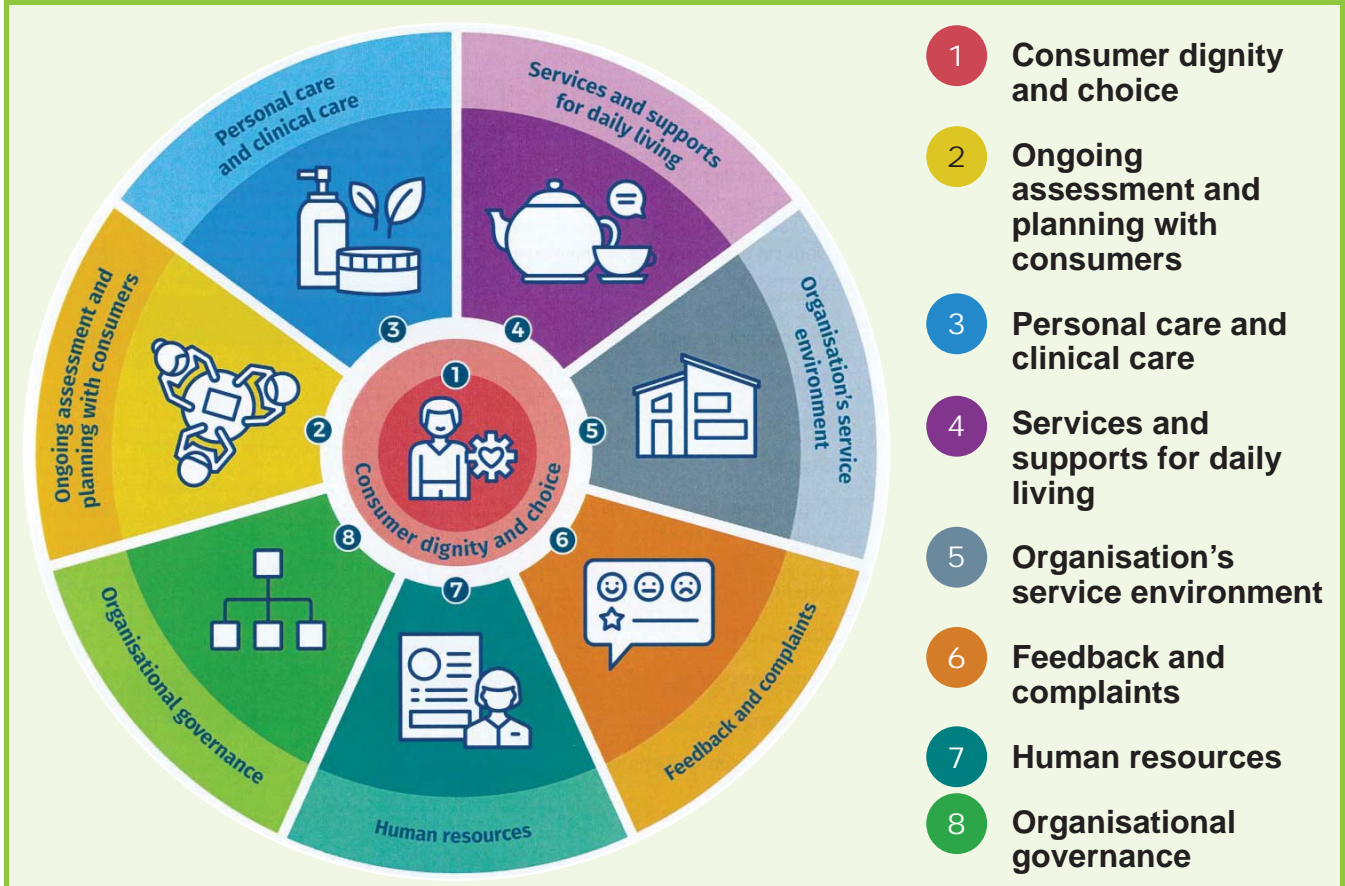 Personal care
and clinical care
Services and supports
for daily living
Organisation's service
environment
Feedback and complaints
Human resources
Organisational governance
Ongoing assessment and
planning with consumers
Consumer dignity and choice
1
2
3
4
5
6
7
8
1 Consumer dignity
and choice
2 Ongoing
assessment and
planning with
consumers
3 Personal care and
clinical care
4 Services and
supports for daily
living
5 Organisation’s
service environment
6 Feedback and
complaints
7 Human resources
8 Organisational
governance